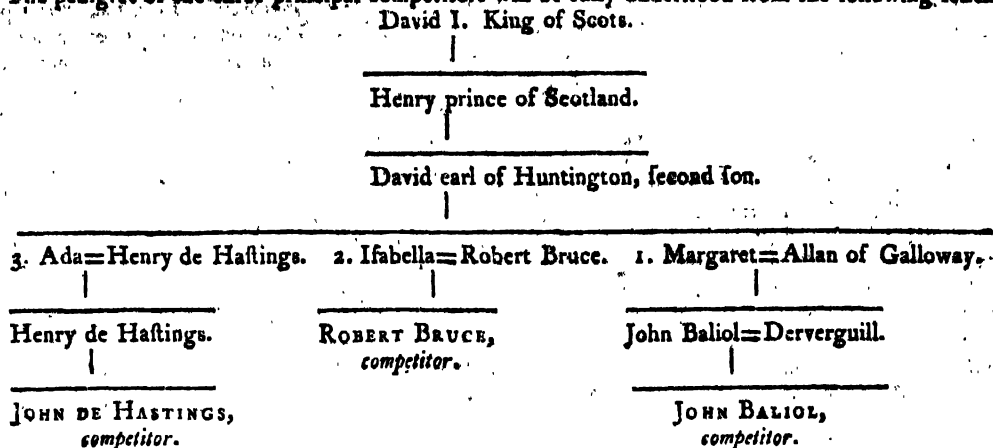 David I. King of Scots.
Henry prince of Scotland.
David earl of Huntington, ſecond ſon.
3. Ada=Henry de Haſtings. 2. Iſabella=Robert Bruce. 1. Margaret=Allan of Galloway.
Henry de Haſtings. ROBERT BRUCE, John Baliol=Derverguill.
competitor.
JOHN DE HASTINGS, JOHN BALIOL,
competitor. competitor.